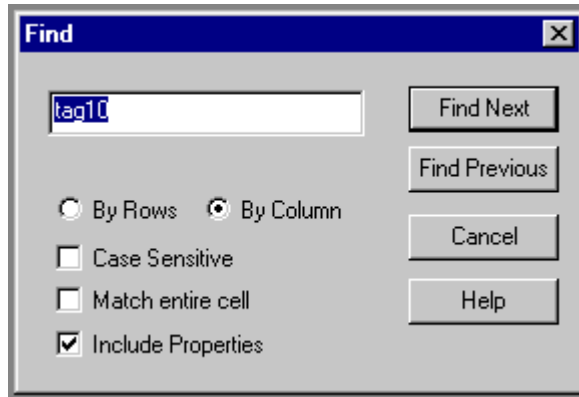 Find
tag10
Find Next
Find Previous
By Rows By Column
Cancel
Case Sensitive
Match entire cell
Help
Include Properties